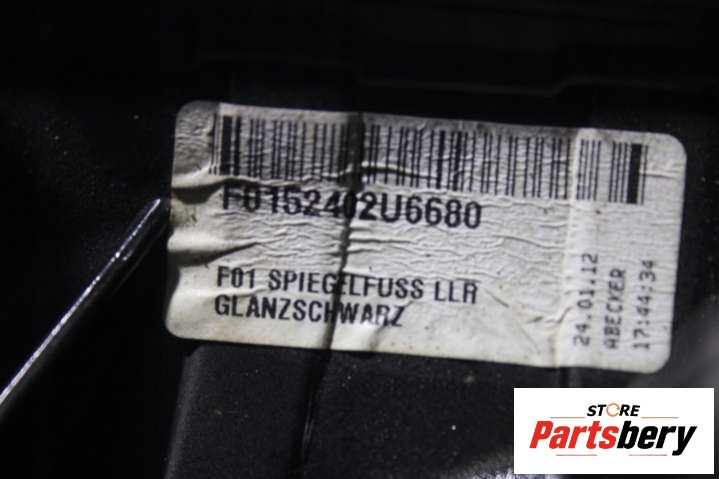 F0152402U6680
F01 SPIEGELFUSS LLR
GLANZSCHWARZ
24.01.12
ABECKER
17:44:34
STORE
Partsbery